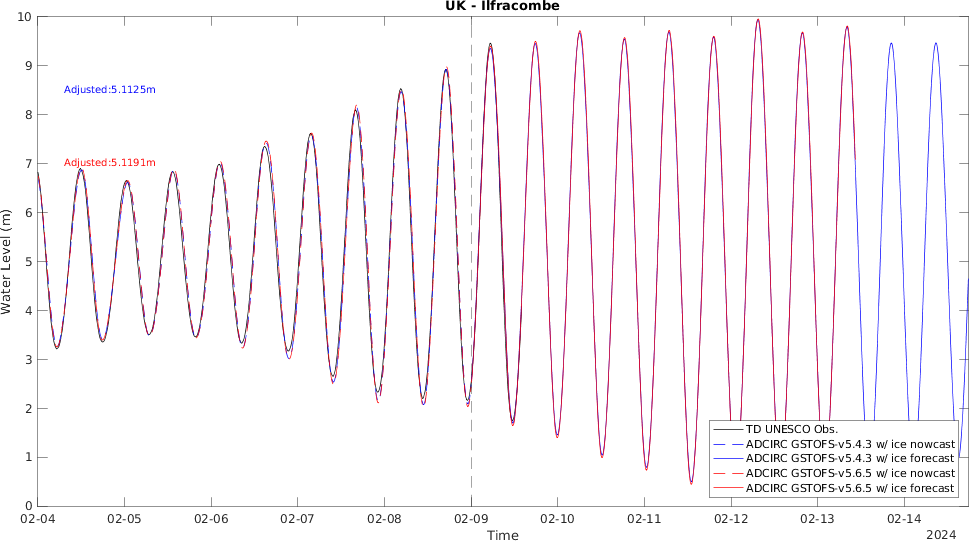 UK - Ilfracombe
10
9
8
7
6
5
4
3
2
1
0
Water Level (m)
Adjusted:5.1125m
Adjusted:5.1191m
TD UNESCO Obs.
ADCIRC GSTOFS-v5.4.3 w/ ice nowcast
ADCIRC GSTOFS-v5.4.3 w/ ice forecast
ADCIRC GSTOFS-v5.6.5 w/ ice nowcast
ADCIRC GSTOFS-v5.6.5 w/ ice forecast
02-04 02-05 02-06 02-07 02-08 02-09 02-10 02-11 02-12 02-13 02-14
Time
2024